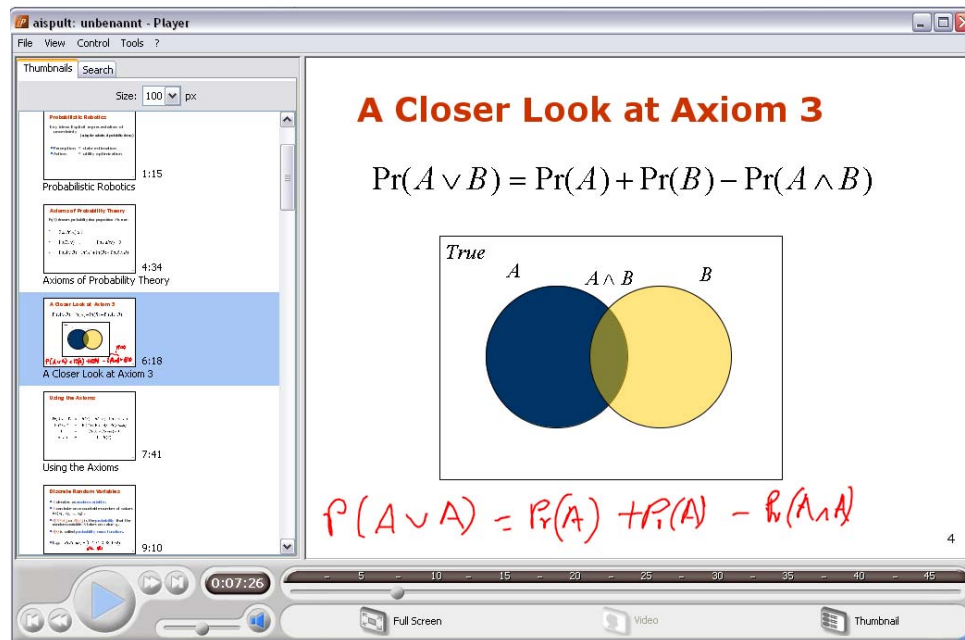 aispult: unbenannt - Player
File View Control Tools ?
Thumbnails Search
Size: 100 px
Probabilistic Robotics
1:15
Probabilistic Robotics
Axioms of Probability Theory
4:34
Axioms of Probability Theory
A Closer Look at Axiom 3
6:18
A Closer Look at Axiom 3
Using the Axioms
7:41
Using the Axioms
Discrete Random Variables
9:10
A Closer Look at Axiom 3
Pr(A ∨ B) = Pr(A) + Pr(B) − Pr(A ∧ B)
True
A A ∧ B B
P(A ∨ A) = Pr(A) + Pr(A) − Pr(A ∧ A)
4
0:07:26
5 10 15 20 25 30 35 40 45
Full Screen Video Thumbnail